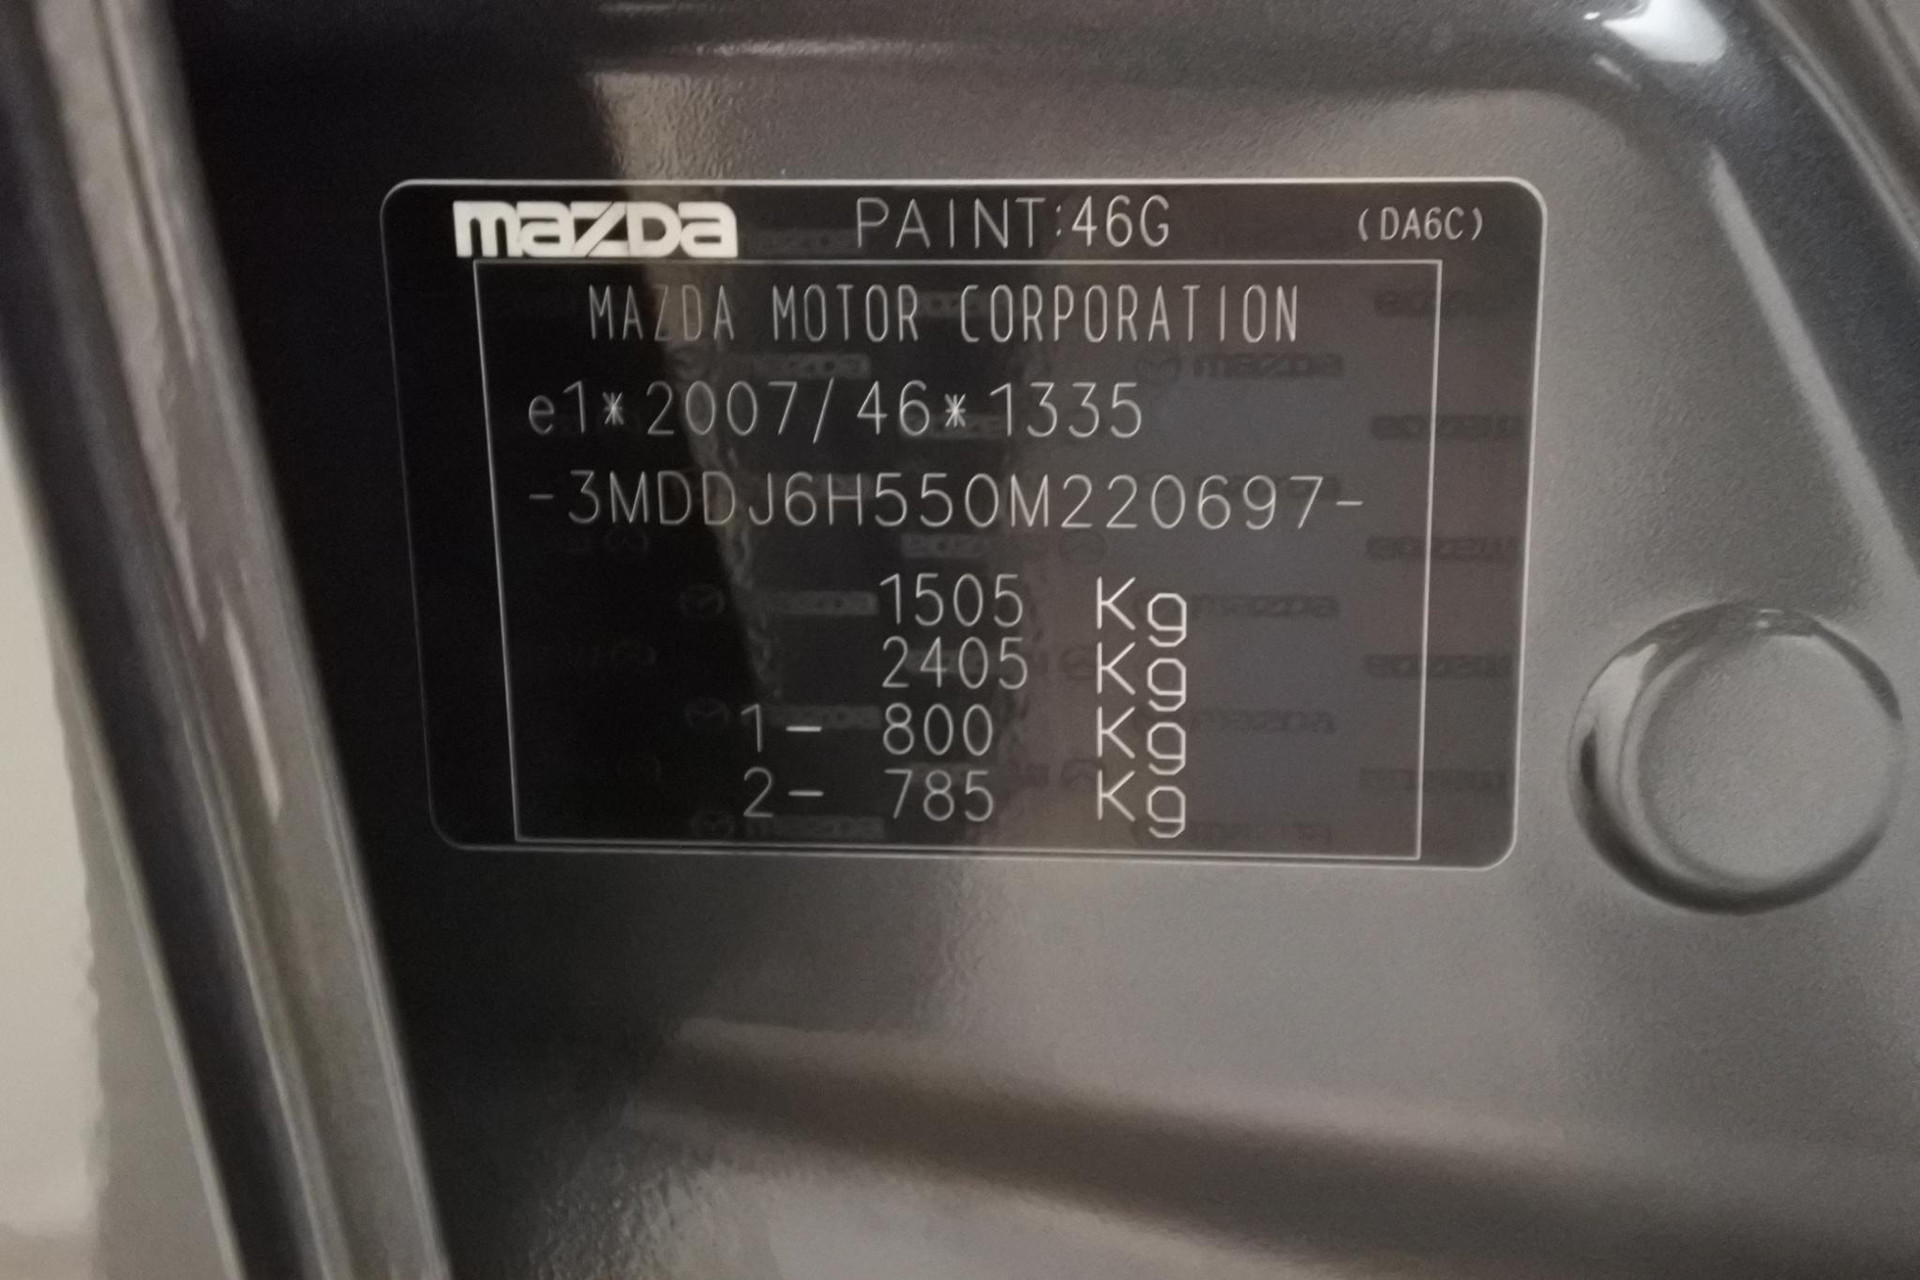 mazda PAINT:46G (DA6C)
MAZDA MOTOR CORPORATION
e1*2007/46*1335
-3MDDJ6H550M220697-
1505 Kg
2405 Kg
1- 800 Kg
2- 785 Kg